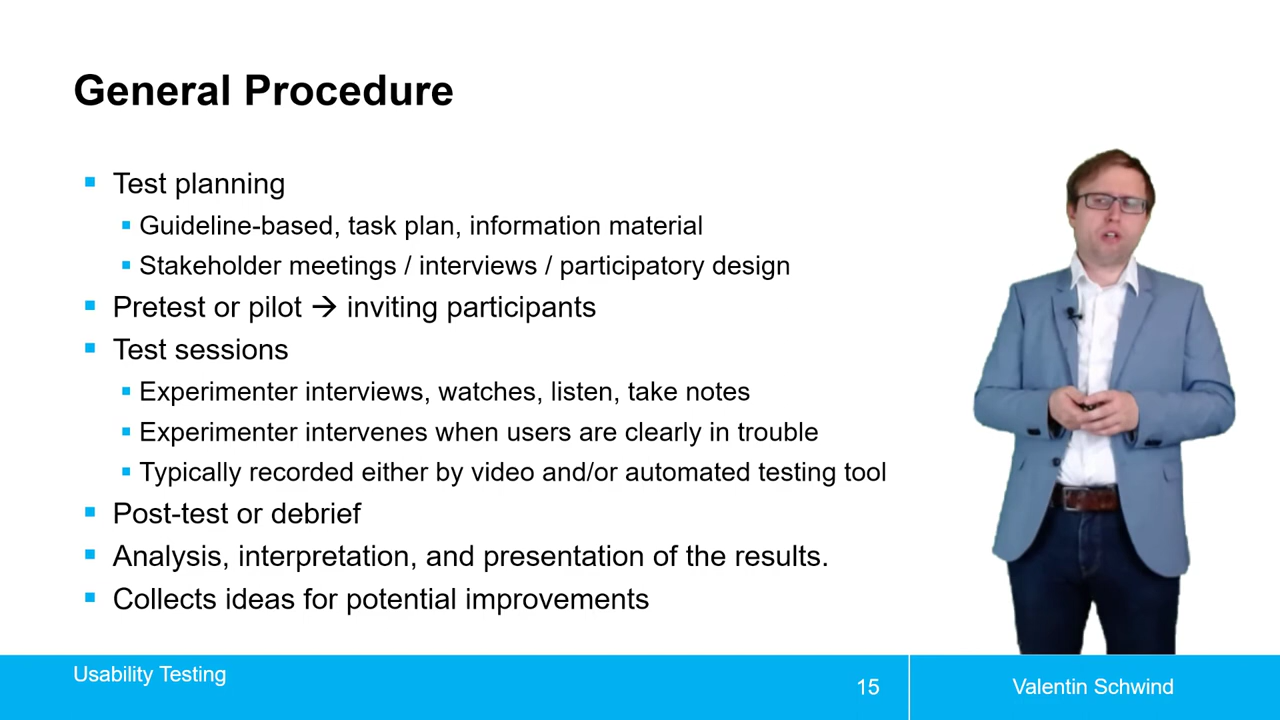 General Procedure
Test planning
Guideline-based, task plan, information material
Stakeholder meetings / interviews / participatory design
Pretest or pilot → inviting participants
Test sessions
Experimenter interviews, watches, listen, take notes
Experimenter intervenes when users are clearly in trouble
Typically recorded either by video and/or automated testing tool
Post-test or debrief
Analysis, interpretation, and presentation of the results.
Collects ideas for potential improvements
Usability Testing
15
Valentin Schwind